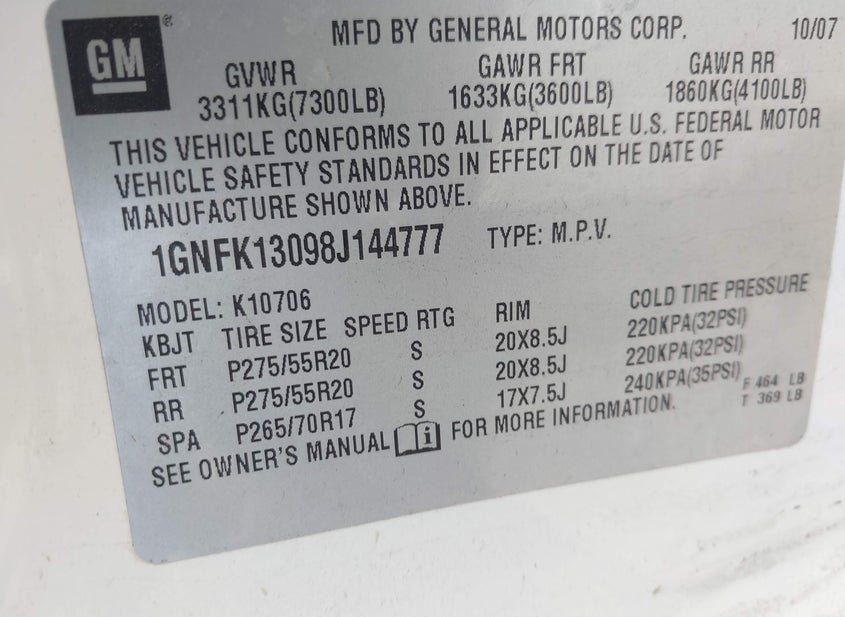 GM® MFD BY GENERAL MOTORS CORP. 10/07
GVWR GAWR FRT GAWR RR
3311KG(7300LB) 1633KG(3600LB) 1860KG(4100LB)
THIS VEHICLE CONFORMS TO ALL APPLICABLE U.S. FEDERAL MOTOR
VEHICLE SAFETY STANDARDS IN EFFECT ON THE DATE OF
MANUFACTURE SHOWN ABOVE.
1GNFK13098J144777 TYPE: M.P.V.
MODEL: K10706
KBJT TIRE SIZE SPEED RTG RIM COLD TIRE PRESSURE
FRT P275/55R20 S 20X8.5J 220KPA(32PSI)
RR P275/55R20 S 20X8.5J 220KPA(32PSI)
SPA P265/70R17 S 17X7.5J 240KPA(35PSI)
F 464 LB
T 369 LB
SEE OWNER'S MANUAL i FOR MORE INFORMATION.